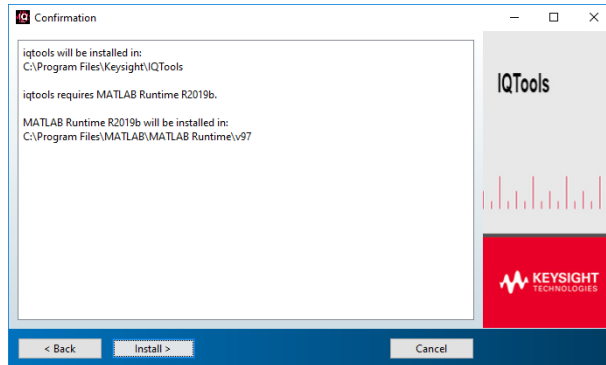 IQ Confirmation
iqtools will be installed in:
C:\Program Files\Keysight\IQTools
iqtools requires MATLAB Runtime R2019b.
MATLAB Runtime R2019b will be installed in:
C:\Program Files\MATLAB\MATLAB Runtime\v97
IQTools
KEYSIGHT
TECHNOLOGIES
< Back
Install >
Cancel